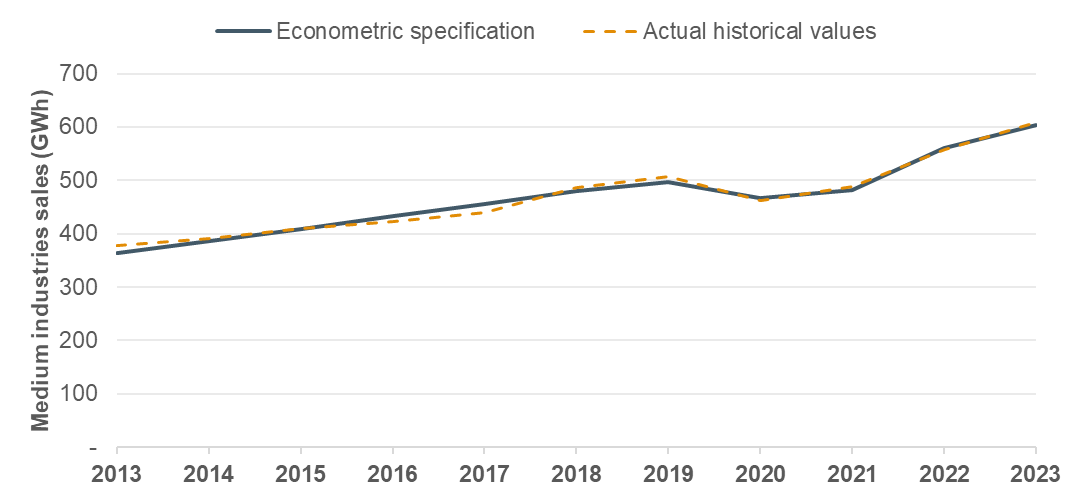 Econometric specification
Actual historical values
Medium industries sales (GWh)
700
600
500
400
300
200
100
-
2013 2014 2015 2016 2017 2018 2019 2020 2021 2022 2023